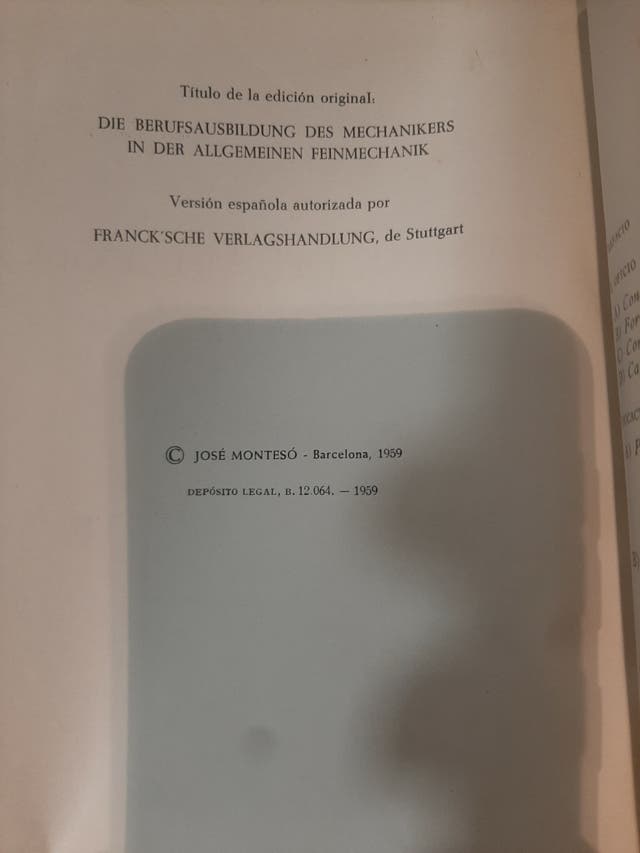 Título de la edición original:
DIE BERUFSAUSBILDUNG DES MECHANIKERS
IN DER ALLGEMEINEN FEINMECHANIK
Versión española autorizada por
FRANCK'SCHE VERLAGSHANDLUNG, de Stuttgart
© JOSÉ MONTESÓ - Barcelona, 1959
DEPÓSITO LEGAL, B. 12.064. — 1959